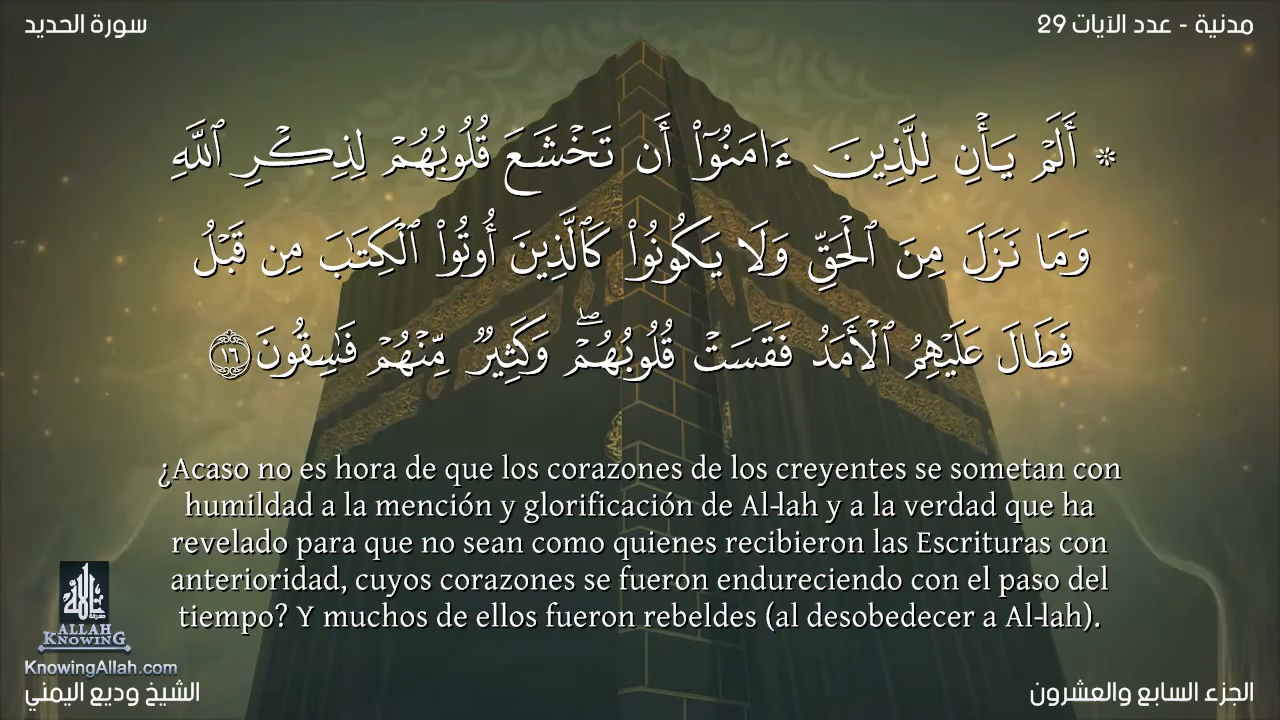 مدنية - عدد الآيات 29
سورة الحديد
۞ أَلَمْ يَأْنِ لِلَّذِينَ ءَامَنُوٓا۟ أَن تَخْشَعَ قُلُوبُهُمْ لِذِكْرِ ٱللَّهِ
وَمَا نَزَلَ مِنَ ٱلْحَقِّ وَلَا يَكُونُوا۟ كَٱلَّذِينَ أُوتُوا۟ ٱلْكِتَٰبَ مِن قَبْلُ
فَطَالَ عَلَيْهِمُ ٱلْأَمَدُ فَقَسَتْ قُلُوبُهُمْ ۖ وَكَثِيرٌ مِّنْهُمْ فَٰسِقُونَ ١٦
¿Acaso no es hora de que los corazones de los creyentes se sometan con
humildad a la mención y glorificación de Al-lah y a la verdad que ha
revelado para que no sean como quienes recibieron las Escrituras con
anterioridad, cuyos corazones se fueron endureciendo con el paso del
tiempo? Y muchos de ellos fueron rebeldes (al desobedecer a Al-lah).
ALLAH
KNOWING
KnowingAllah.com
الجزء السابع والعشرون
الشيخ وديع اليمني